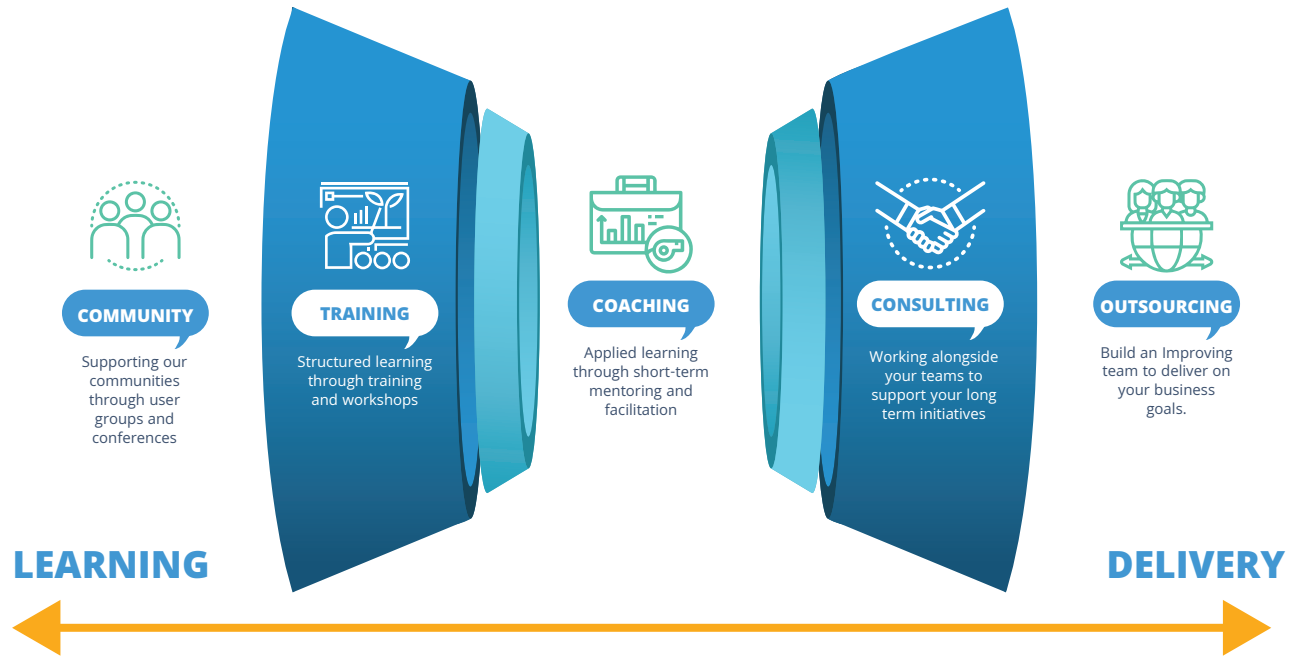 COMMUNITY
Supporting our
communities
through user
groups and
conferences
TRAINING
Structured learning
through training
and workshops
COACHING
Applied learning
through short-term
mentoring and
facilitation
CONSULTING
Working alongside
your teams to
support your long
term initiatives
OUTSOURCING
Build an Improving
team to deliver on
your business
goals.
LEARNING
DELIVERY